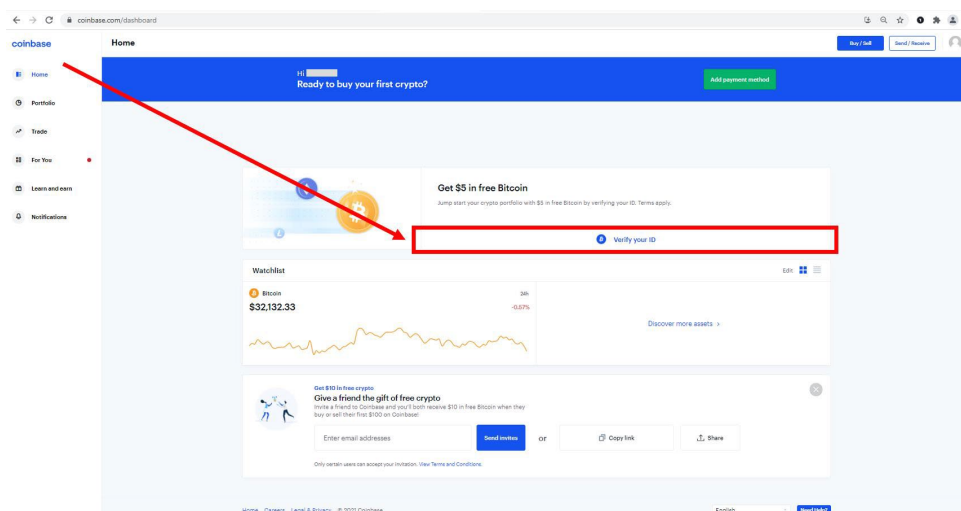 coinbase.com/dashboard
coinbase
Home
Buy / Sell
Send / Receive
Home
Portfolio
Trade
For You
Learn and earn
Notifications
Hi
Ready to buy your first crypto?
Add payment method
Get $5 in free Bitcoin
Jump start your crypto portfolio with $5 in free Bitcoin by verifying your ID. Terms apply.
Verify your ID
Watchlist
Edit
Bitcoin
24h
$32,132.33
-0.57%
Discover more assets
Get $10 in free crypto
Give a friend the gift of free crypto
Invite a friend to Coinbase and you'll both receive $10 in free Bitcoin when they
buy or sell their first $100 on Coinbase!
Enter email addresses
Send invites
or
Copy link
Share
Only certain users can accept your invitation. View Terms and Conditions.
Home Careers Legal & Privacy © 2021 Coinbase
English
Need Help?